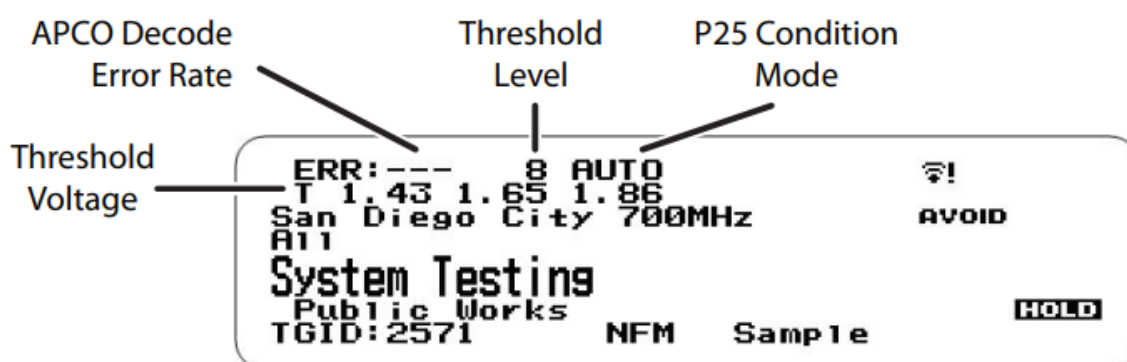 APCO Decode
Error Rate
Threshold
Level
P25 Condition
Mode
Threshold
Voltage
ERR:--- 8 AUTO !
T 1.43 1.65 1.86
San Diego City 700MHz AVOID
All
System Testing
Public Works HOLD
TGID:2571 NFM Sample